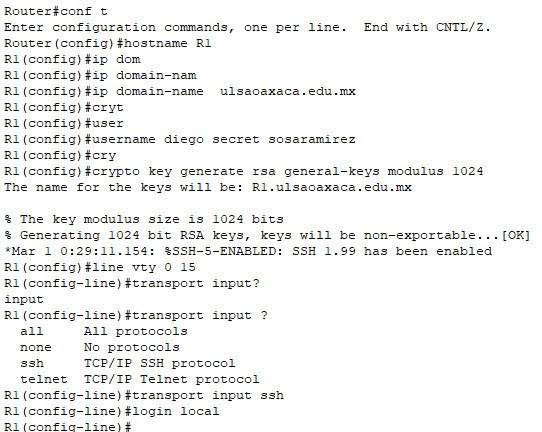 Router#conf t
Enter configuration commands, one per line.  End with CNTL/Z.
Router(config)#hostname R1
R1(config)#ip dom
R1(config)#ip domain-nam
R1(config)#ip domain-name  ulsaoaxaca.edu.mx
R1(config)#cryt
R1(config)#user
R1(config)#username diego secret sosaramirez
R1(config)#cry
R1(config)#crypto key generate rsa general-keys modulus 1024
The name for the keys will be: R1.ulsaoaxaca.edu.mx

% The key modulus size is 1024 bits
% Generating 1024 bit RSA keys, keys will be non-exportable...[OK]
*Mar 1 0:29:11.154: %SSH-5-ENABLED: SSH 1.99 has been enabled
R1(config)#line vty 0 15
R1(config-line)#transport input?
input
R1(config-line)#transport input ?
  all     All protocols
  none    No protocols
  ssh     TCP/IP SSH protocol
  telnet  TCP/IP Telnet protocol
R1(config-line)#transport input ssh
R1(config-line)#login local
R1(config-line)#